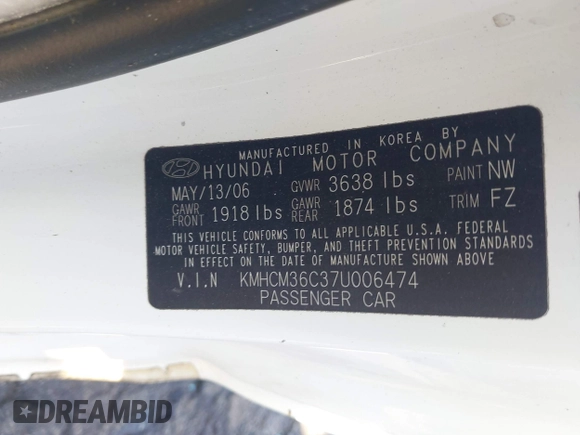 MANUFACTURED IN KOREA BY
HYUNDAI MOTOR COMPANY
MAY/13/06 GVWR 3638 lbs PAINT NW
GAWR FRONT 1918 lbs GAWR REAR 1874 lbs TRIM FZ
THIS VEHICLE CONFORMS TO ALL APPLICABLE U.S.A. FEDERAL
MOTOR VEHICLE SAFETY, BUMPER, AND THEFT PREVENTION STANDARDS
IN EFFECT ON THE DATE OF MANUFACTURE SHOWN ABOVE.
V.I.N KMHCM36C37U006474
PASSENGER CAR
DREAMBID